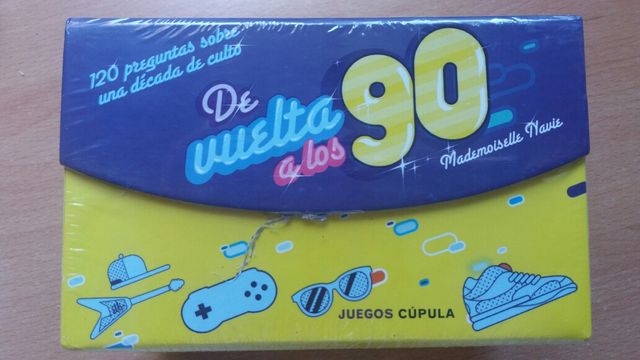 120 preguntas sobre
una década de culto
De
vuelta
a los
90
Mademoiselle Navie
JUEGOS CÚPULA